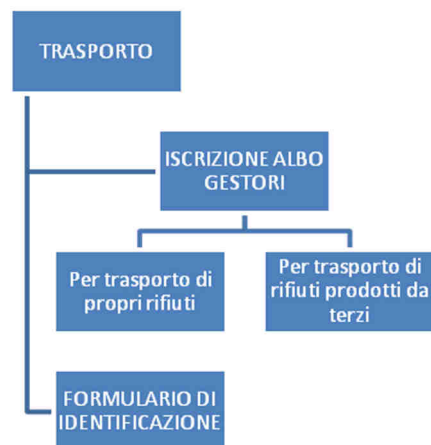 TRASPORTO
ISCRIZIONE ALBO
GESTORI
Per trasporto di
propri rifiuti
Per trasporto di
rifiuti prodotti da
terzi
FORMULARIO DI
IDENTIFICAZIONE